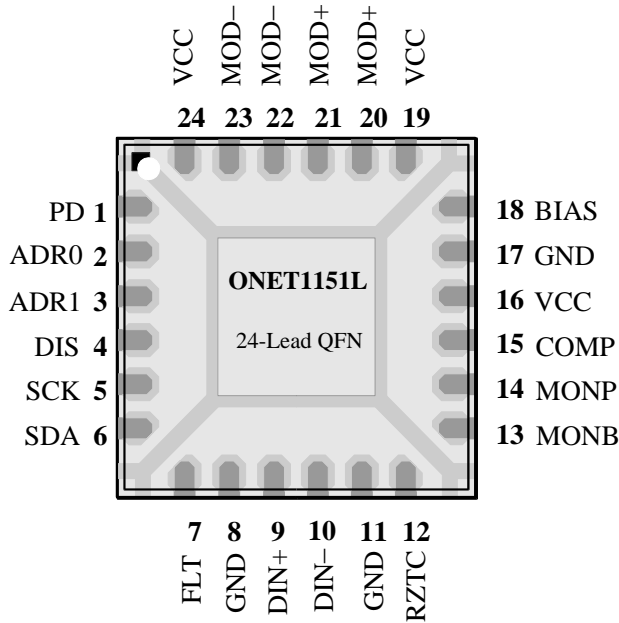 VCC
MOD–
MOD–
MOD+
MOD+
VCC
24 23 22 21 20 19
PD 1
ADR0 2
ADR1 3
DIS 4
SCK 5
SDA 6
ONET1151L
24-Lead QFN
18 BIAS
17 GND
16 VCC
15 COMP
14 MONP
13 MONB
7 8 9 10 11 12
FLT
GND
DIN+
DIN–
GND
RZTC